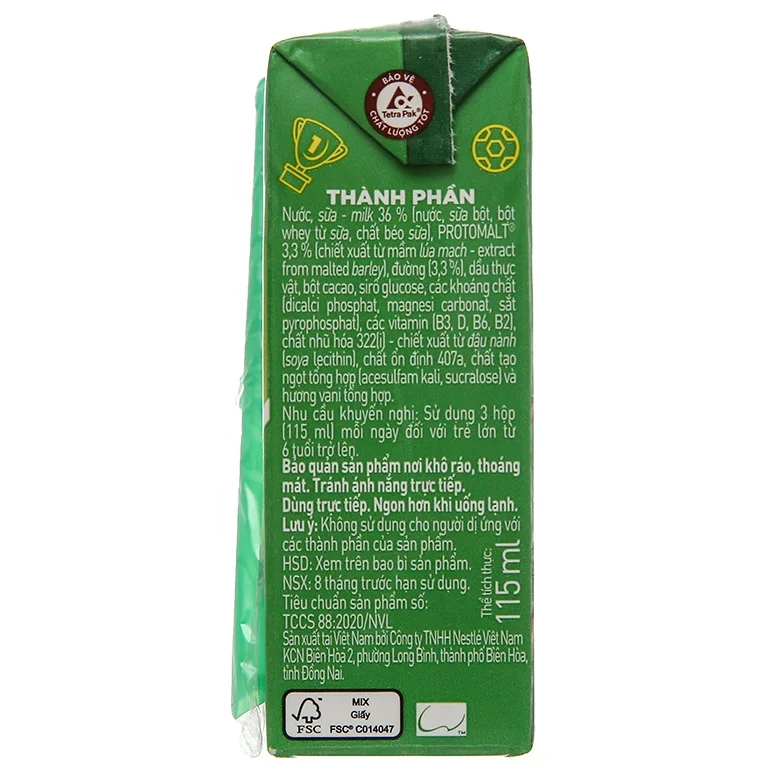 BẢO VỆ
Tetra Pak®
CHẤT LƯỢNG TỐT
1
THÀNH PHẦN
Nước, sữa - milk 36 % (nước, sữa bột, bột
whey từ sữa, chất béo sữa), PROTOMALT®
3,3 % (chiết xuất từ mầm lúa mạch - extract
from malted barley), đường (3,3%), dầu thực
vật, bột cacao, sirô glucose, các khoáng chất
(dicalci phosphat, magnesi carbonat, sắt
pyrophosphat), các vitamin (B3, D, B6, B2),
chất nhũ hóa 322(i) - chiết xuất từ đậu nành
(soya lecithin), chất ổn định 407a, chất tạo
ngọt tổng hợp (acesulfam kali, sucralose) và
hương vani tổng hợp.
Nhu cầu khuyến nghị: Sử dụng 3 hộp
(115 ml) mỗi ngày đối với trẻ lớn từ
6 tuổi trở lên.
Bảo quản sản phẩm nơi khô ráo, thoáng
mát. Tránh ánh nắng trực tiếp.
Dùng trực tiếp. Ngon hơn khi uống lạnh.
Lưu ý: Không sử dụng cho người dị ứng với
các thành phần của sản phẩm.
HSD: Xem trên bao bì sản phẩm.
NSX: 8 tháng trước hạn sử dụng.
Tiêu chuẩn sản phẩm số:
TCCS 88:2020/NVL
Thể tích thực:
115 ml
Sản xuất tại Việt Nam bởi Công ty TNHH Nestlé Việt Nam
KCN Biên Hòa 2, phường Long Bình, thành phố Biên Hòa,
tỉnh Đồng Nai.
FSC
MIX
Giấy
FSC® C014047
TM